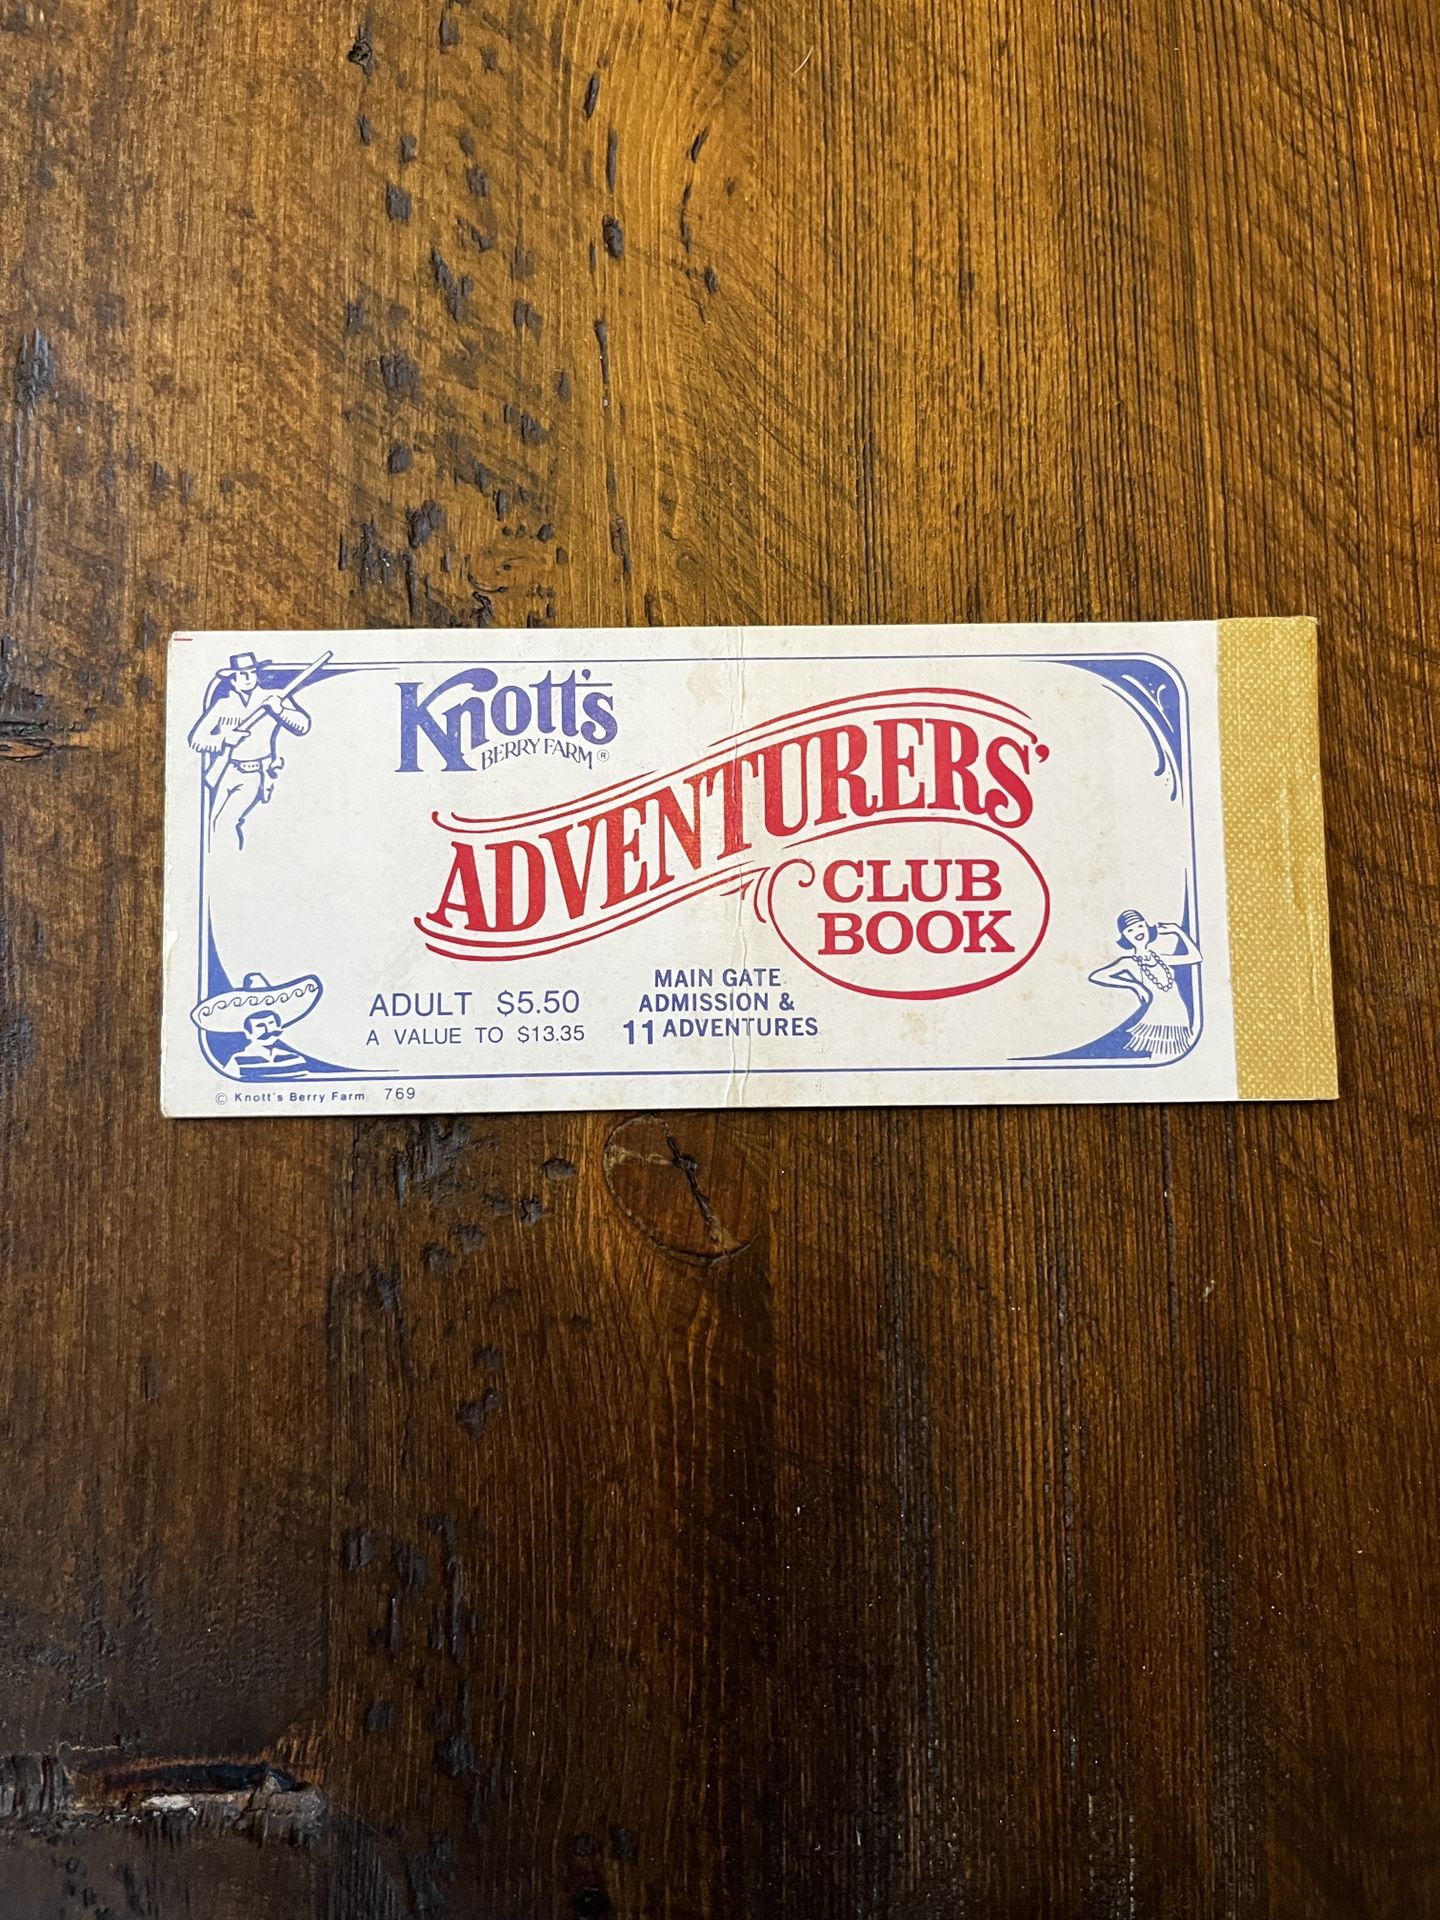 Knott's
BERRY FARM ®
ADVENTURERS'
CLUB
BOOK
ADULT $5.50
A VALUE TO $13.35
MAIN GATE
ADMISSION &
11 ADVENTURES
© Knott's Berry Farm 769